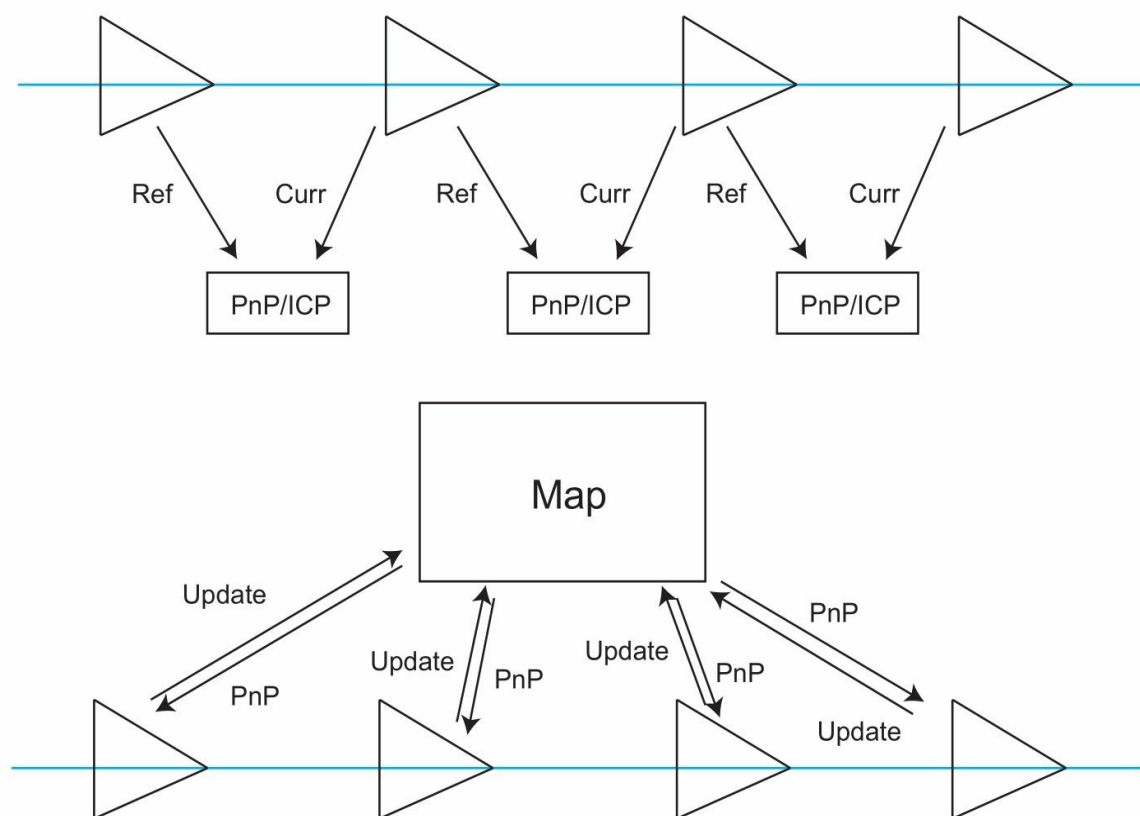 Ref
Curr
Ref
Curr
Ref
Curr
PnP/ICP
PnP/ICP
PnP/ICP
Map
Update
PnP
Update
PnP
Update
PnP
PnP
Update